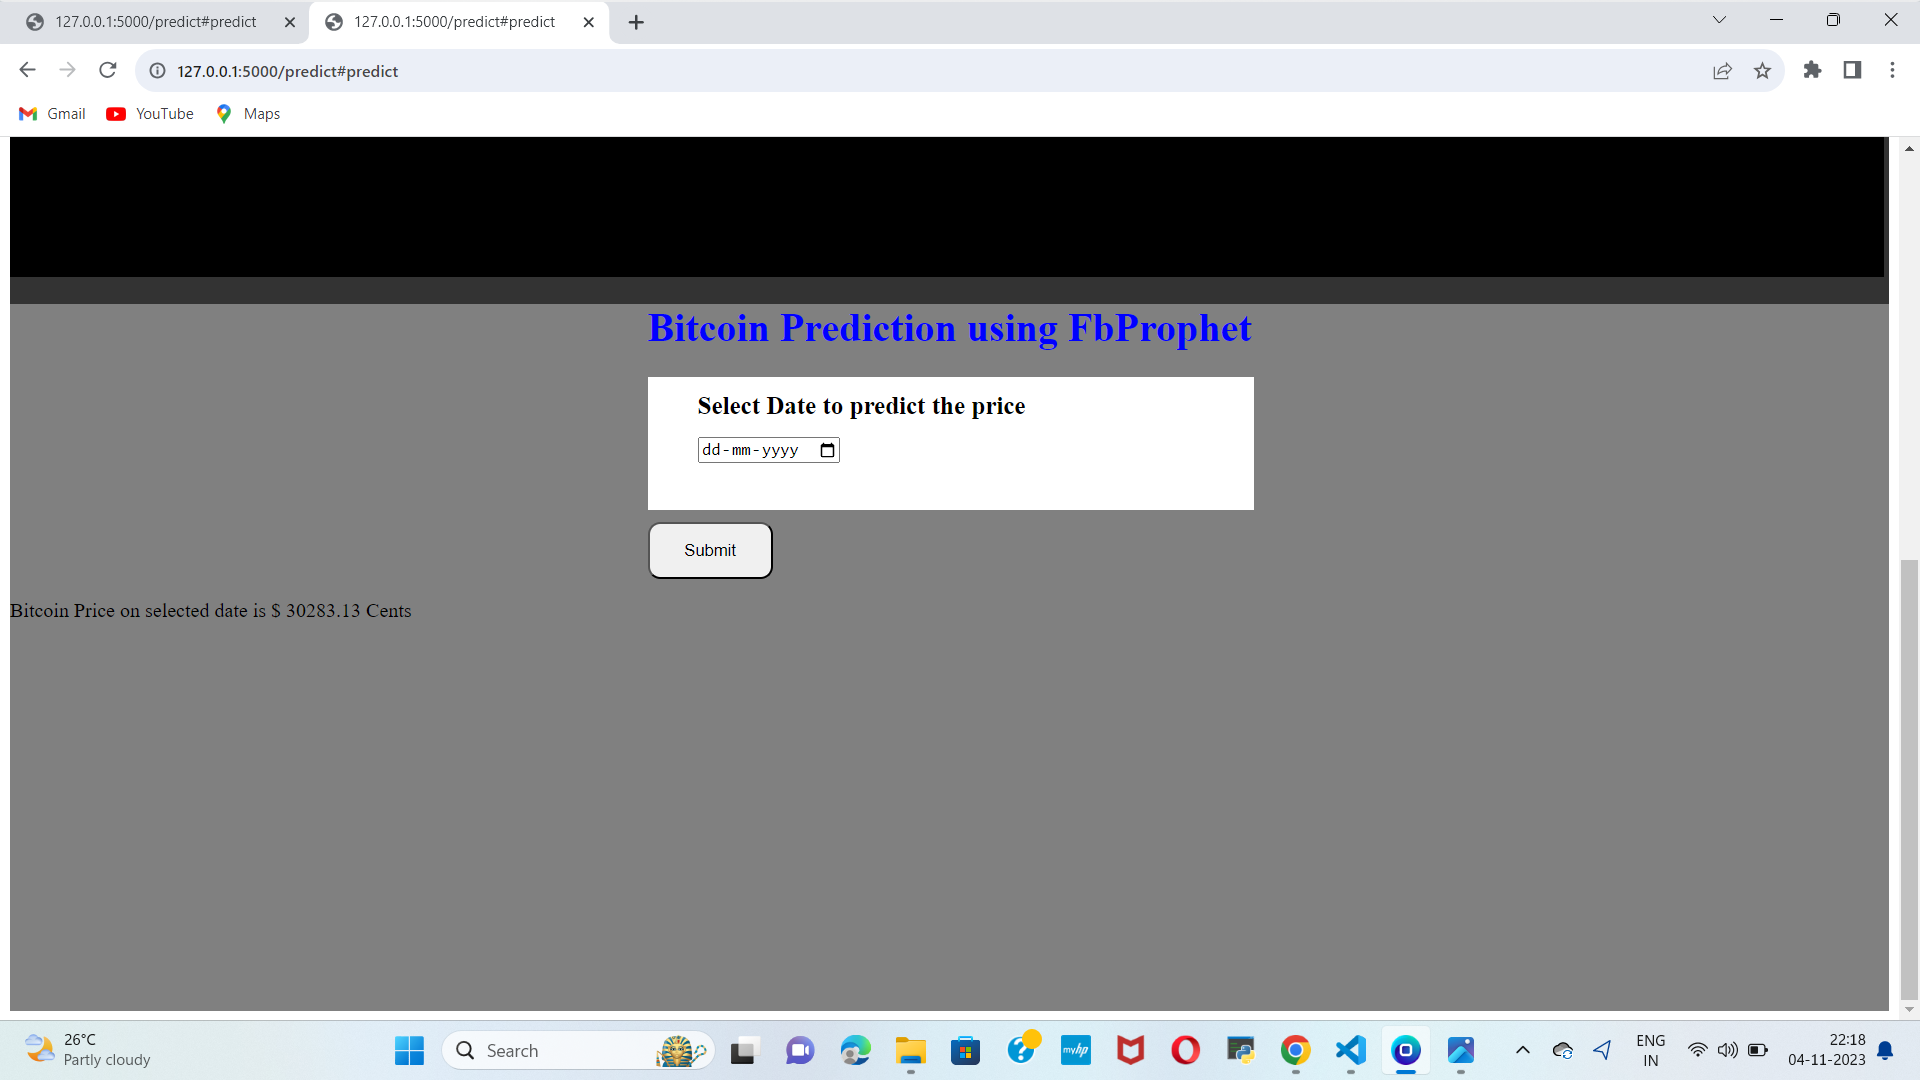 127.0.0.1:5000/predict#predict
127.0.0.1:5000/predict#predict
127.0.0.1:5000/predict#predict
Gmail
YouTube
Maps
Bitcoin Prediction using FbProphet
Select Date to predict the price
dd-mm-yyyy
Submit
Bitcoin Price on selected date is $ 30283.13 Cents
26°C
Partly cloudy
Search
myhp
ENG
IN
22:18
04-11-2023